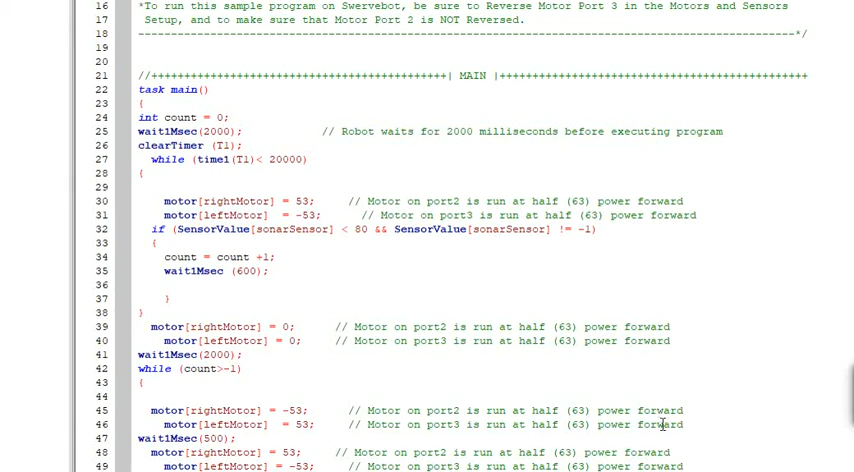 16 *To run this sample program on Swervebot, be sure to Reverse Motor Port 3 in the Motors and Sensors
17 Setup, and to make sure that Motor Port 2 is NOT Reversed.
18 ----------------------------------------------------------------------------------------------------*/
19
20
21 //+++++++++++++++++++++++++++++++++++++++++++++| MAIN |+++++++++++++++++++++++++++++++++++++++++++++++
22 task main()
23 {
24 int count = 0;
25 wait1Msec(2000); // Robot waits for 2000 milliseconds before executing program
26 clearTimer (T1);
27 while (time1(T1)< 20000)
28 {
29
30 motor[rightMotor] = 53; // Motor on port2 is run at half (63) power forward
31 motor[leftMotor] = -53; // Motor on port3 is run at half (63) power forward
32 if (SensorValue[sonarSensor] < 80 && SensorValue[sonarSensor] != -1)
33 {
34 count = count +1;
35 wait1Msec (600);
36
37 }
38 }
39 motor[rightMotor] = 0; // Motor on port2 is run at half (63) power forward
40 motor[leftMotor] = 0; // Motor on port3 is run at half (63) power forward
41 wait1Msec(2000);
42 while (count>-1)
43 {
44
45 motor[rightMotor] = -53; // Motor on port2 is run at half (63) power forward
46 motor[leftMotor] = 53; // Motor on port3 is run at half (63) power forward
47 wait1Msec(500);
48 motor[rightMotor] = 53; // Motor on port2 is run at half (63) power forward
49 motor[leftMotor] = -53; // Motor on port3 is run at half (63) power forward